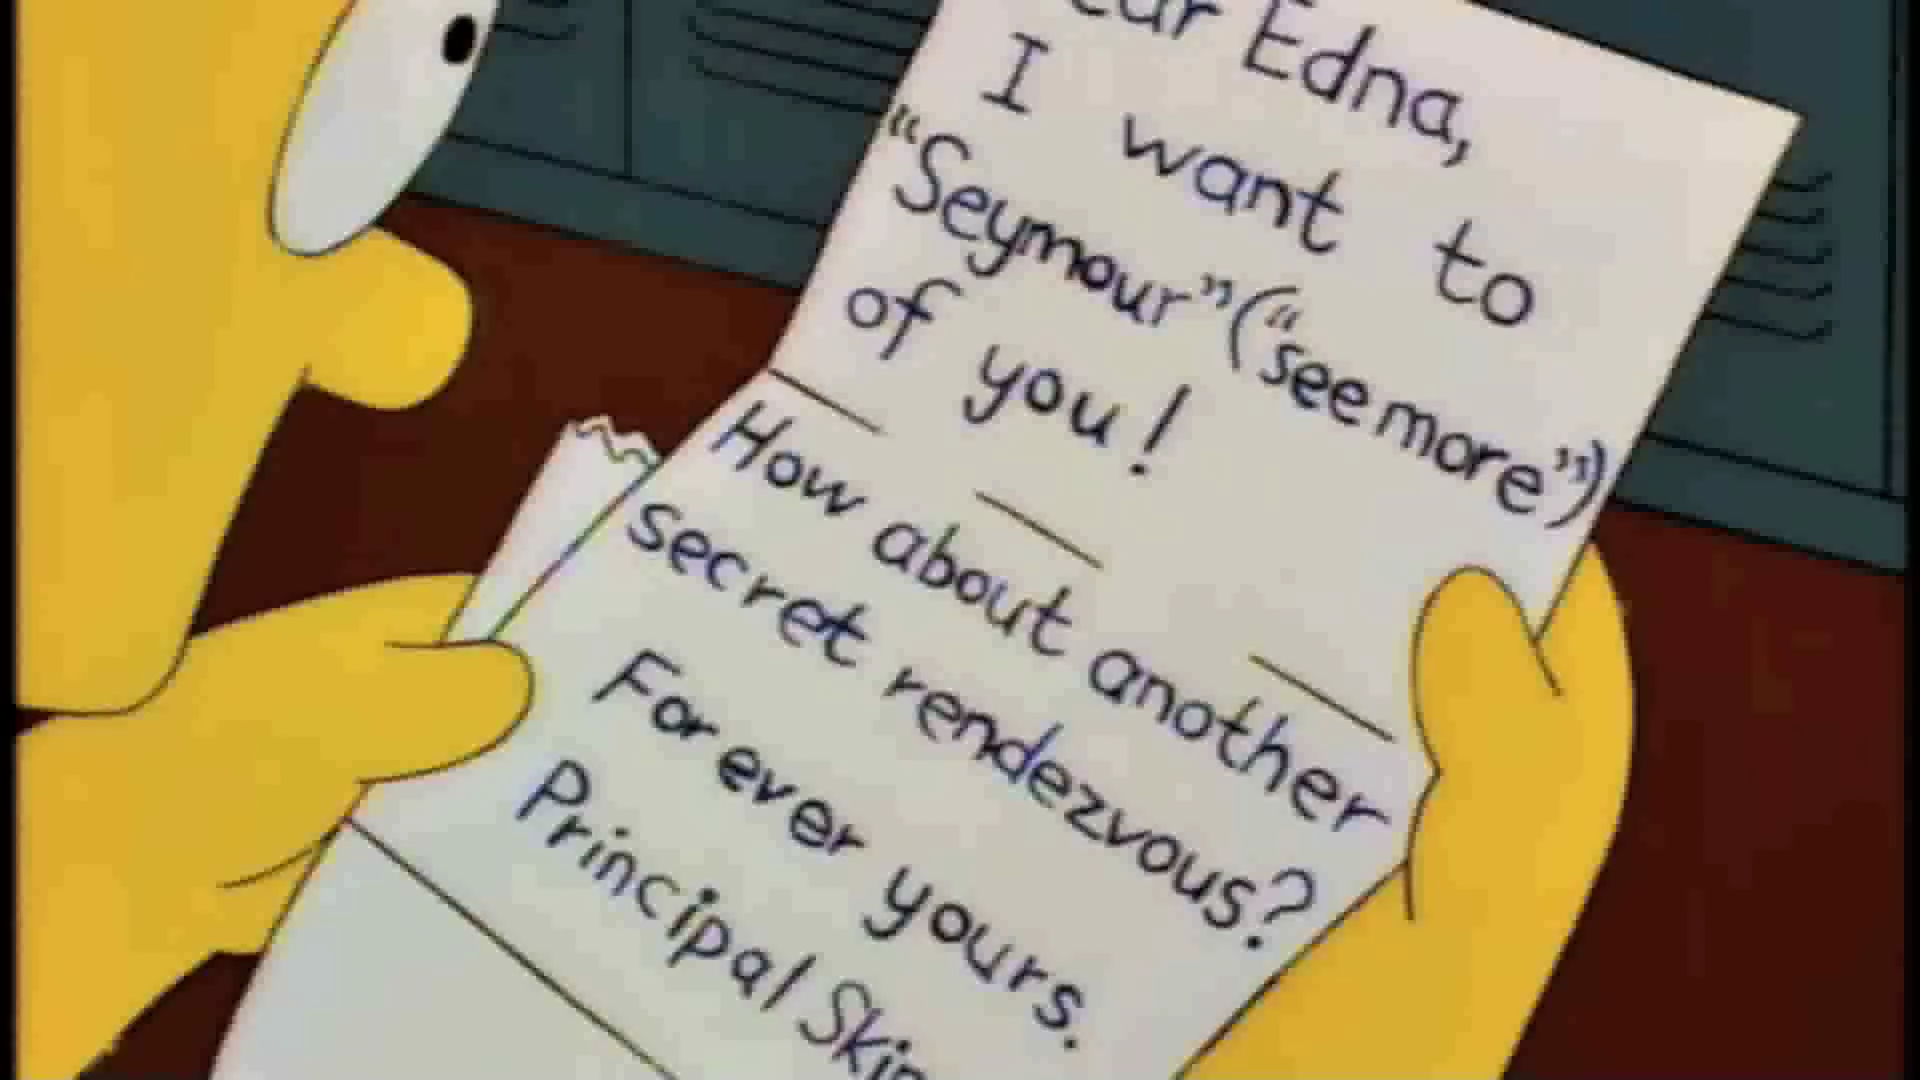 Edna,
I want to
“Seymour” (“see more”)
of you!
How about another
secret rendezvous?
Forever yours.
Principal